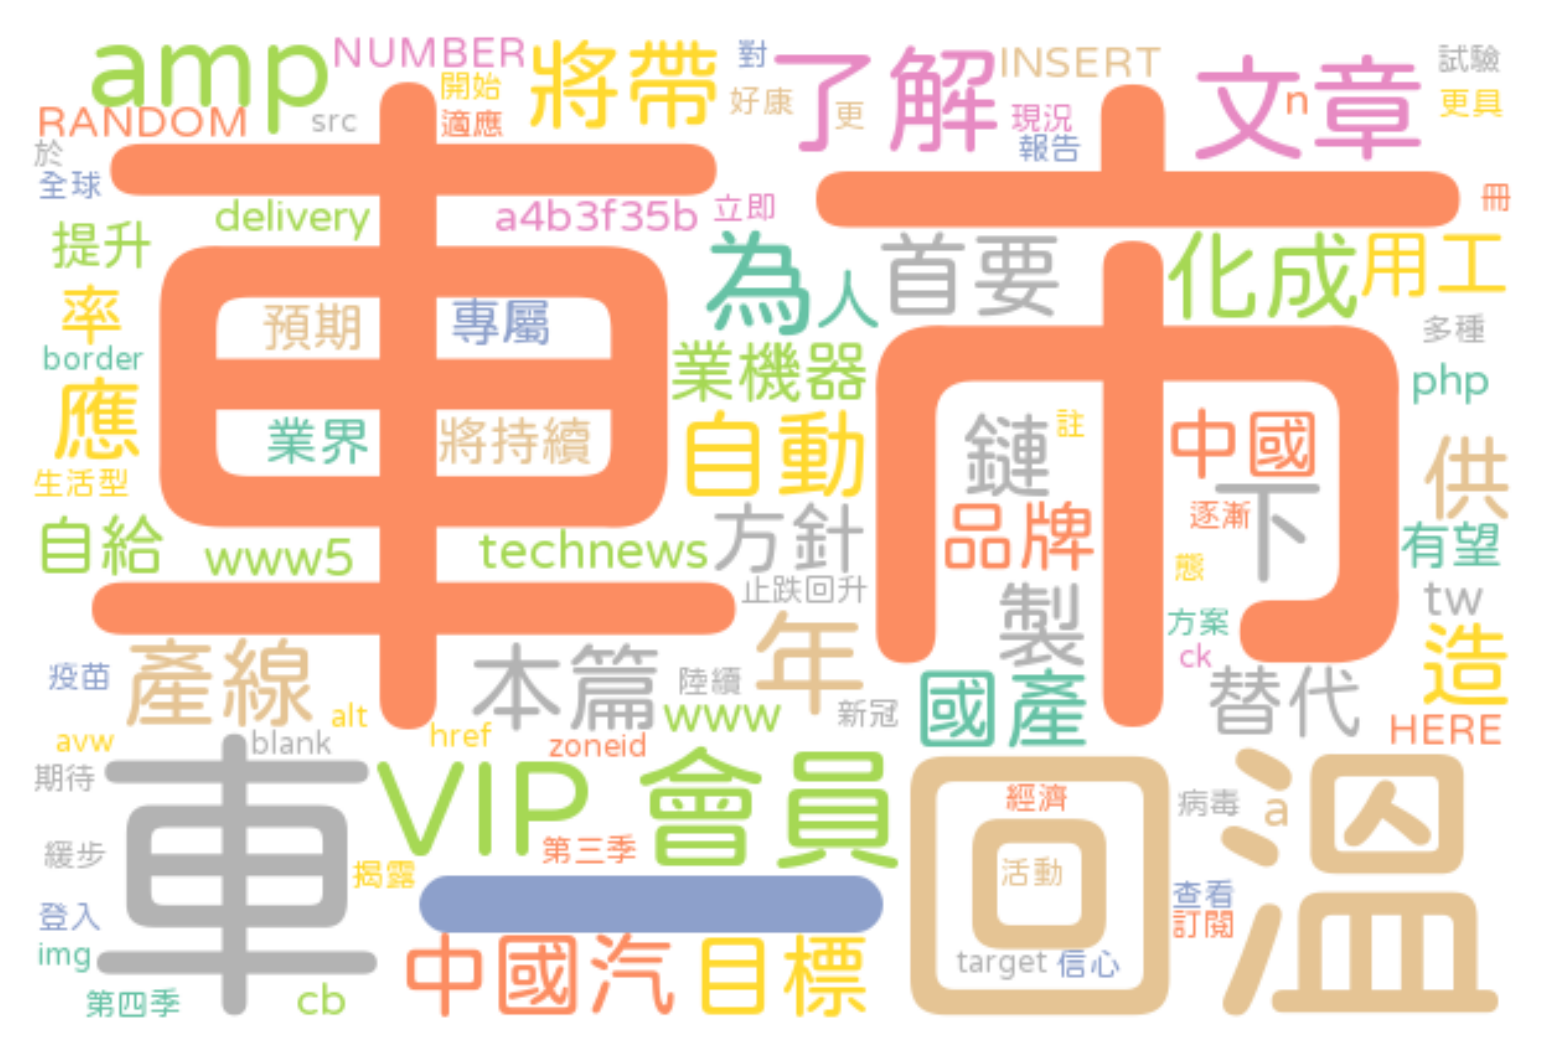 amp
NUMBER
將帶
對
了解
INSERT
文章
試驗
開始
好康
更
n
更具
RANDOM
src
適應
現況
報告
於
全球
車市
冊
delivery
a4b3f35b
立即
提升
為
人
首要
化成
用工
率
預期
專屬
多種
border
業機器
php
應
業界
將持續
自動
鏈
註
中國
供
生活型
下
自給
www5
technews
方針
品牌
逐漸
有望
態
止跌回升
製
tw
方案
造
疫苗
產線
本篇
陸續
年
國產
ck
替代
alt
href
www
新冠
HERE
avw
blank
zoneid
期待
車
VIP
會員
回溫
經濟
病毒
a
緩步
第三季
揭露
活動
登入
一
查看
訂閱
img
中國汽
目標
target
信心
第四季
cb